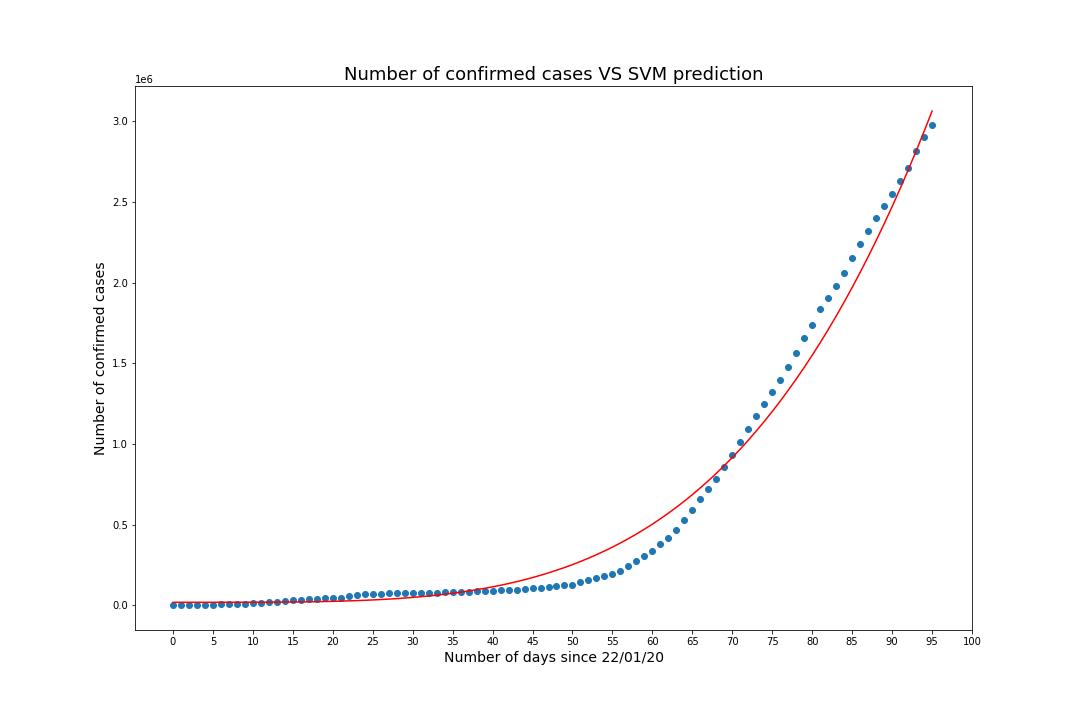 Number of confirmed cases VS SVM prediction
1e6
3.0
2.5
2.0
1.5
1.0
0.5
0.0
Number of confirmed cases
0 5 10 15 20 25 30 35 40 45 50 55 60 65 70 75 80 85 90 95 100
Number of days since 22/01/20